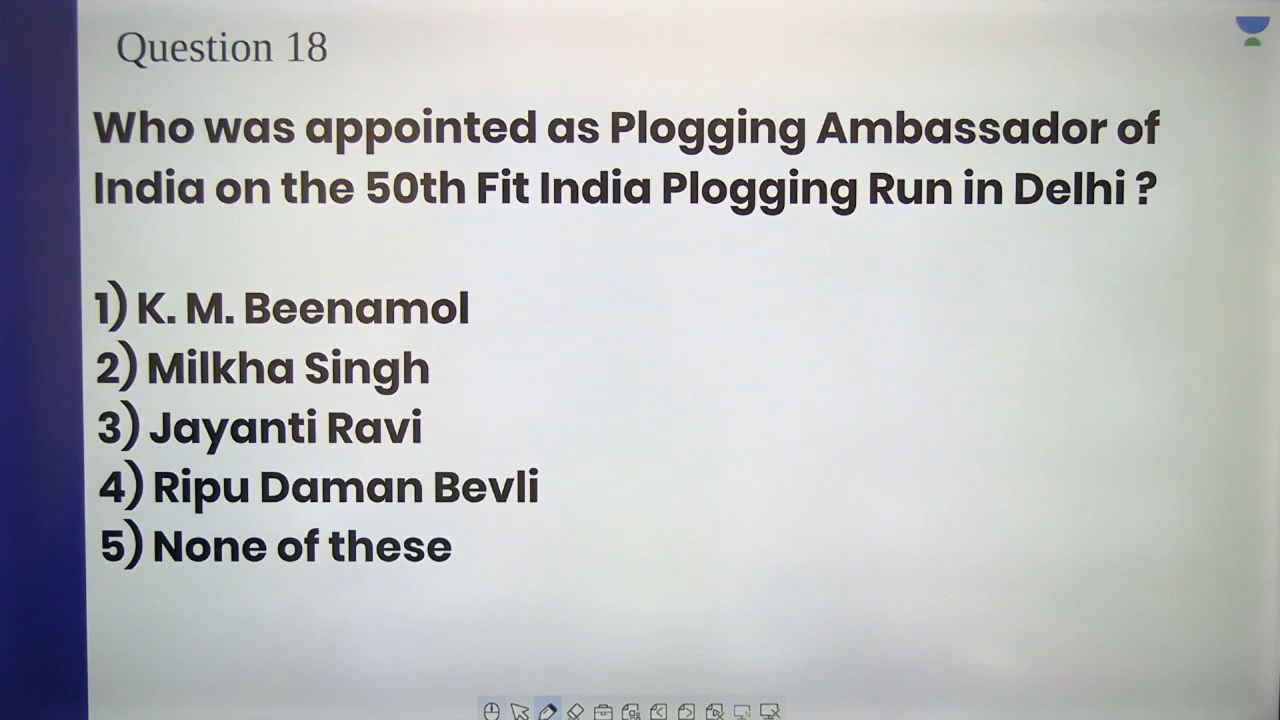 Question 18
Who was appointed as Plogging Ambassador of
India on the 50th Fit India Plogging Run in Delhi ?
1) K. M. Beenamol
2) Milkha Singh
3) Jayanti Ravi
4) Ripu Daman Bevli
5) None of these